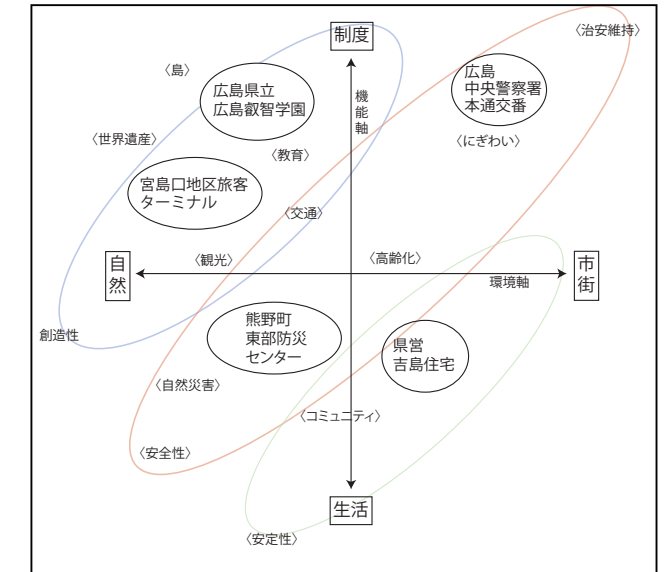 制度
〈治安維持〉
〈島〉
広島県立
広島叡智学園
機能軸
広島
中央警察署
本通交番
〈世界遺産〉
〈教育〉
〈にぎわい〉
宮島口地区旅客
ターミナル
〈交通〉
自然
〈観光〉
〈高齢化〉
環境軸
市街
創造性
熊野町
東部防災
センター
県営
吉島住宅
〈自然災害〉
〈コミュニティ〉
〈安全性〉
生活
〈安定性〉